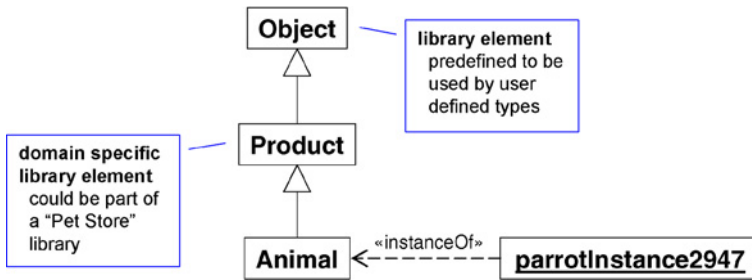 Object
library element
predefined to be
used by user
defined types
domain specific
library element
could be part of
a “Pet Store”
library
Product
Animal
«instanceOf»
parrotInstance2947